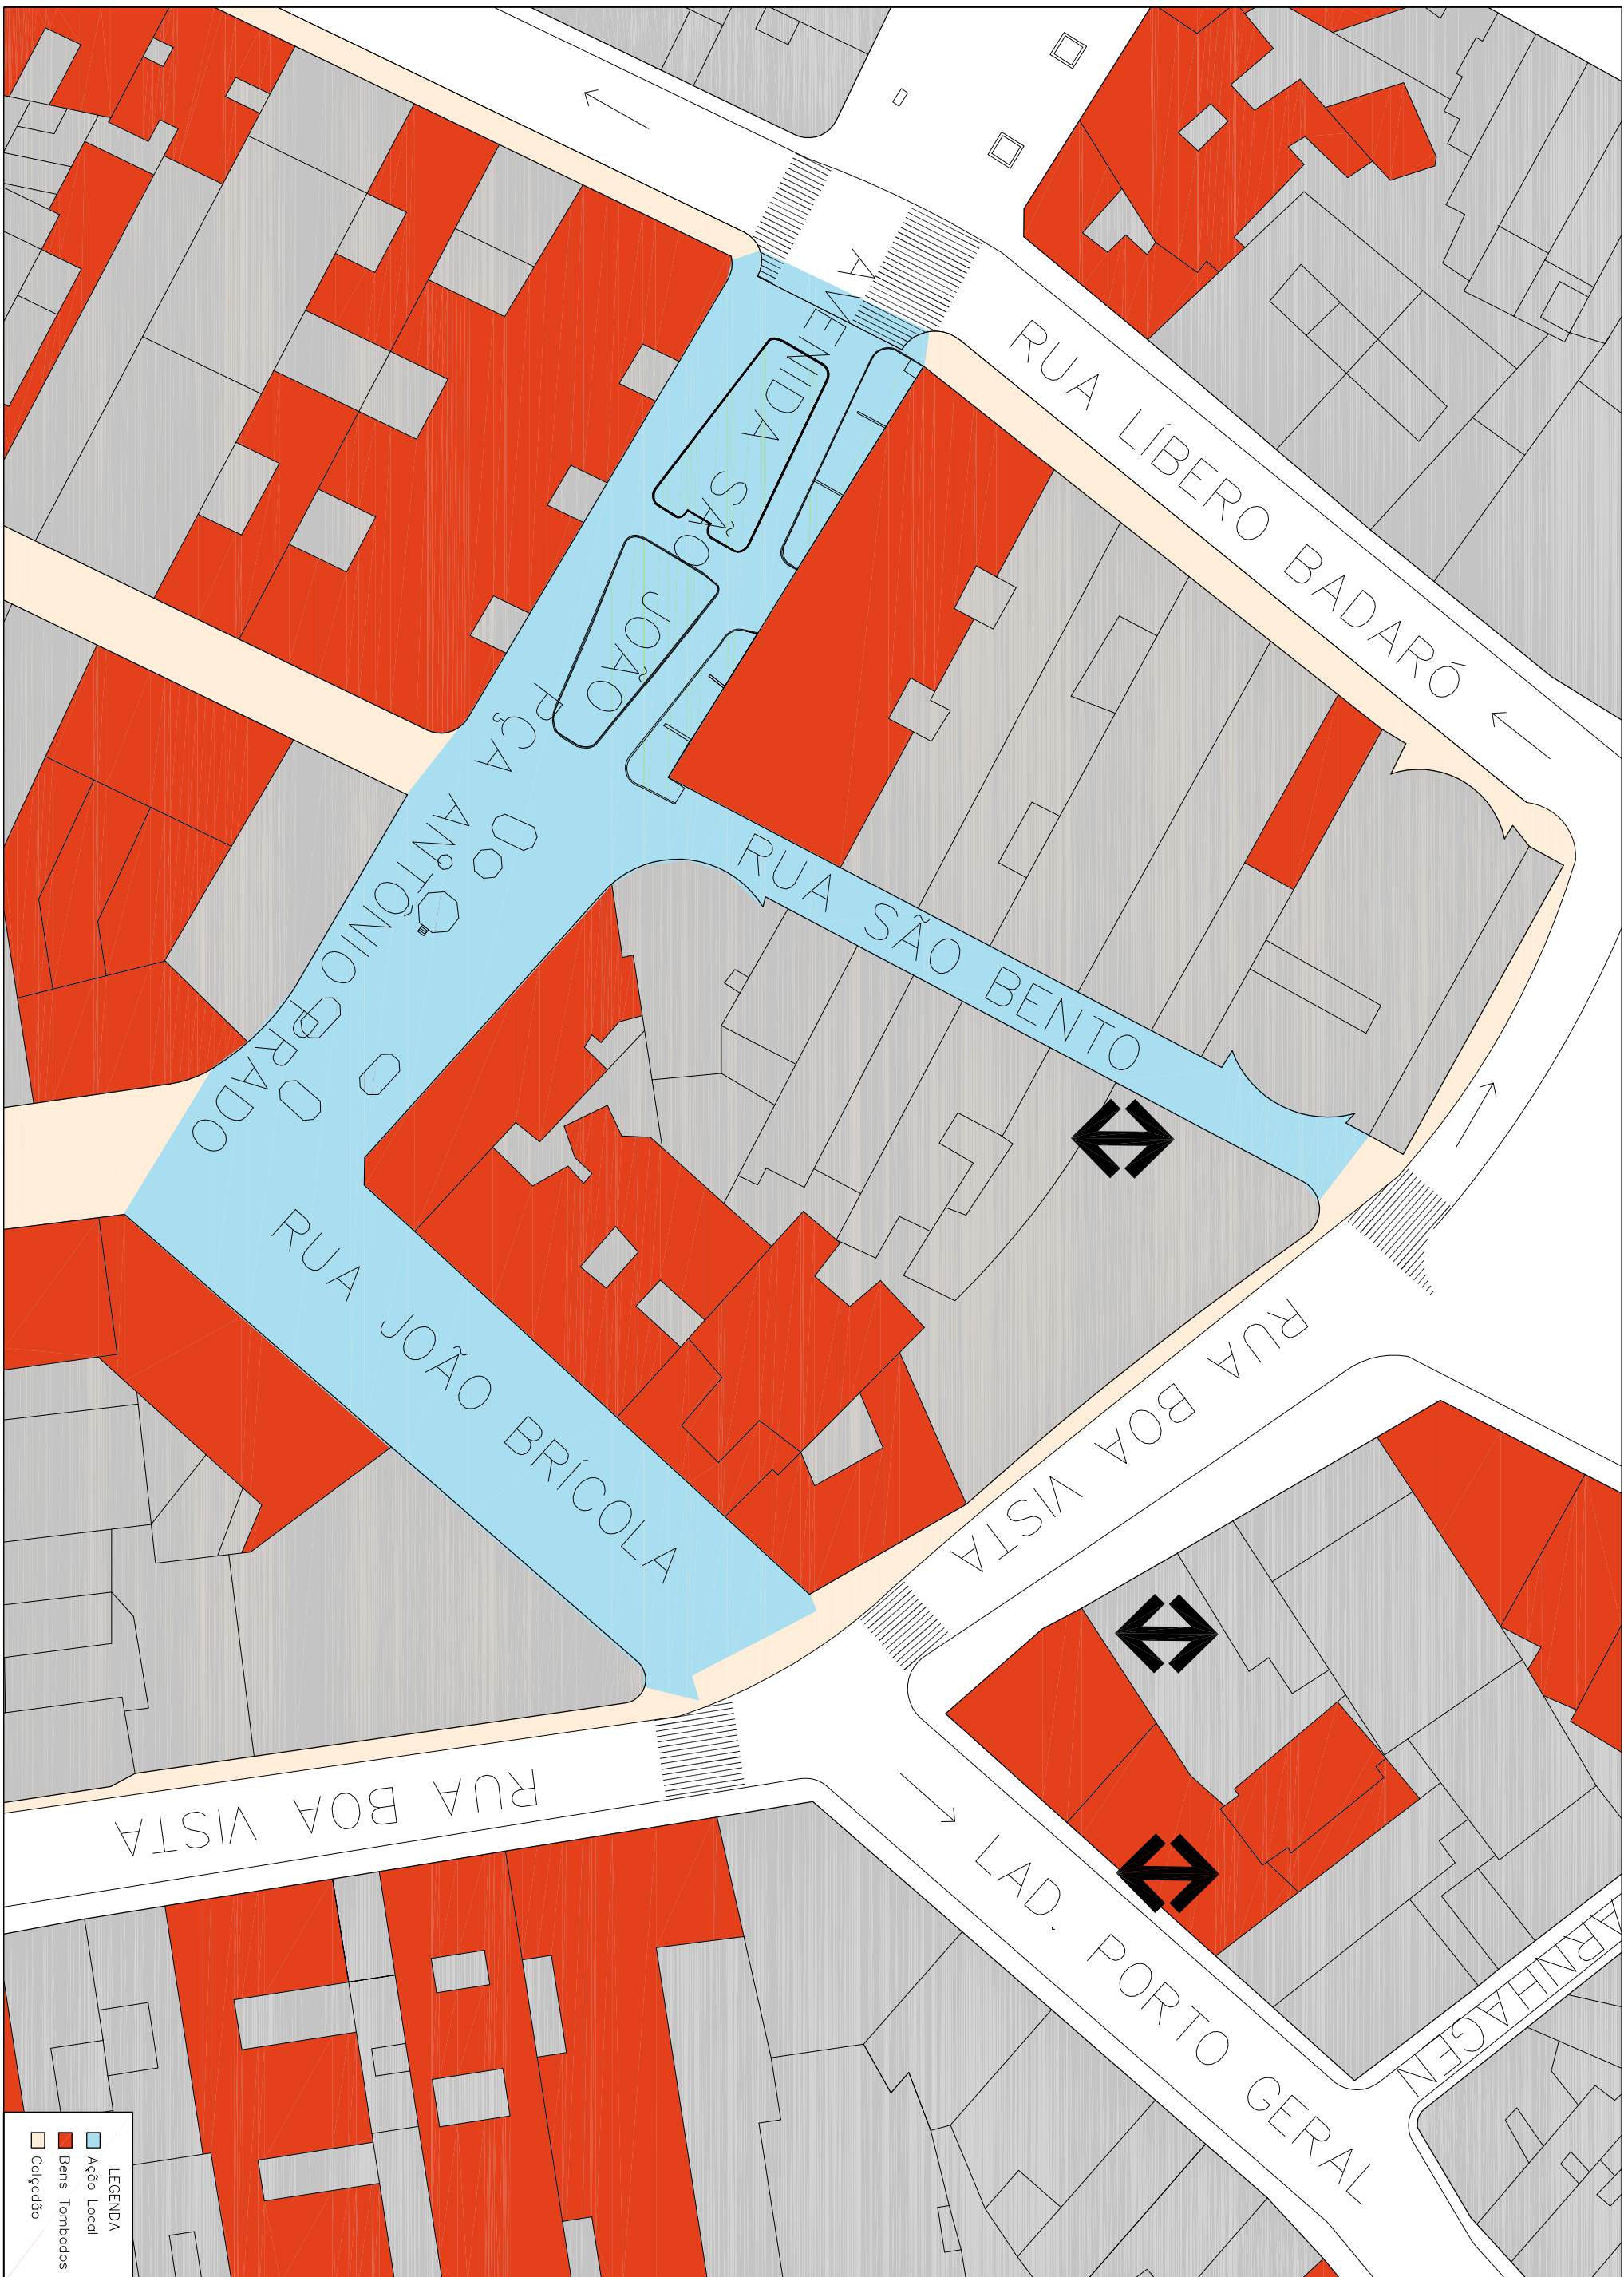 AVENIDA SÃO JOÃO
RUA LÍBERO BADARÓ
PÇA ANTÔNIO PRADO
RUA SÃO BENTO
RUA JOÃO BRÍCOLA
RUA BOA VISTA
RUA BOA VISTA
LAD. PORTO GERAL
ARNHAGEN
LEGENDA
Ação Local
Bens Tombados
Calçadão